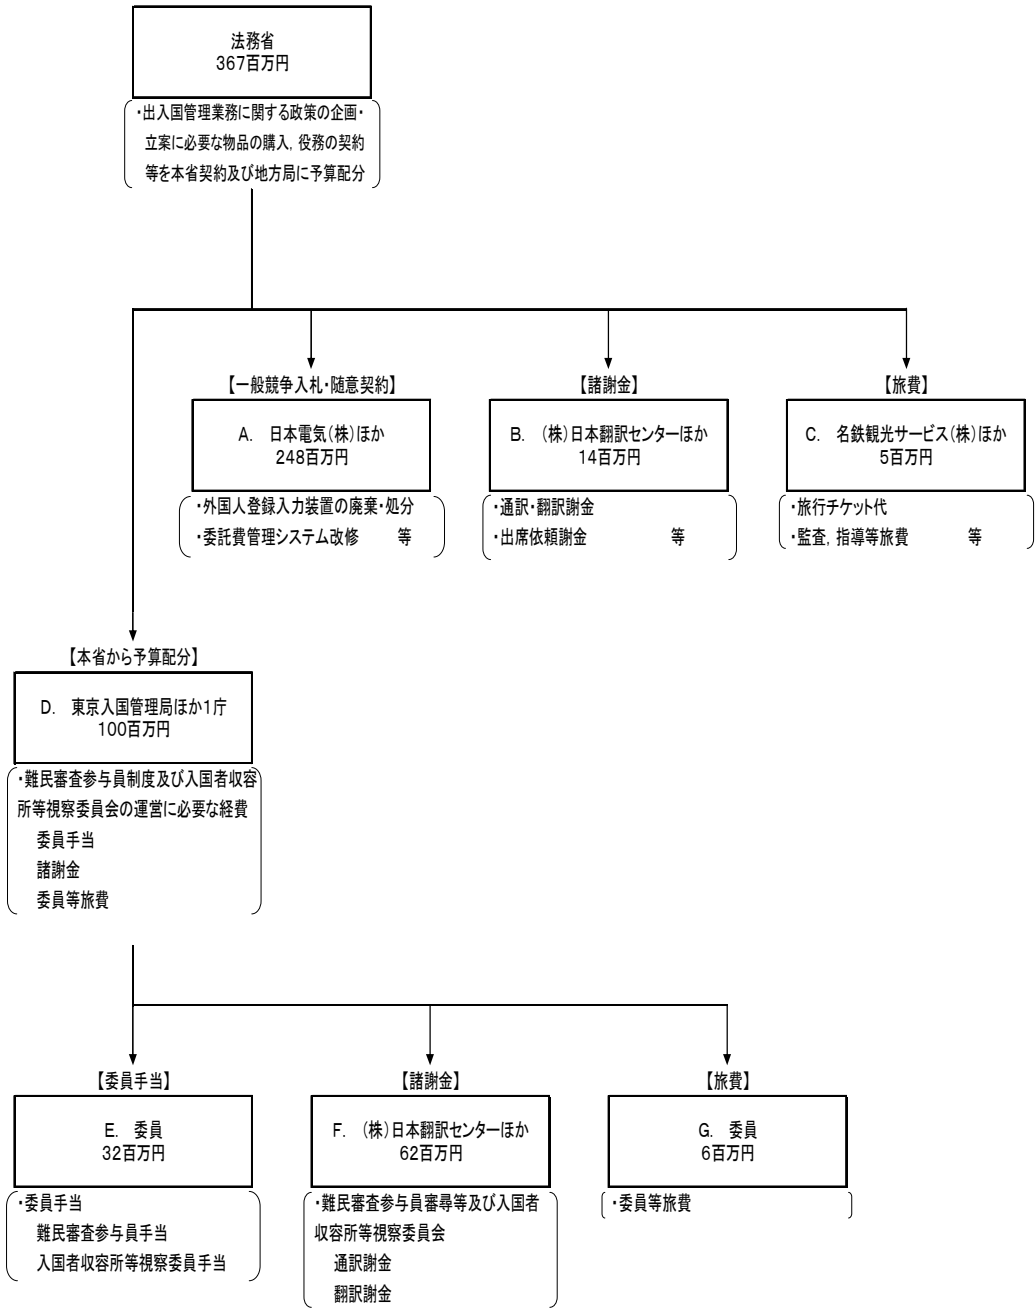 法務省
367百万円
・出入国管理業務に関する政策の企画・
立案に必要な物品の購入, 役務の契約
等を本省契約及び地方局に予算配分
【一般競争入札・随意契約】
A.　日本電気(株)ほか
248百万円
・外国人登録入力装置の廃棄・処分
・委託費管理システム改修　　等
【諸謝金】
B.　(株)日本翻訳センターほか
14百万円
・通訳・翻訳謝金
・出席依頼謝金　　　　等
【旅費】
C.　名鉄観光サービス(株)ほか
5百万円
・旅行チケット代
・監査, 指導等旅費　　等
【本省から予算配分】
D.　東京入国管理局ほか1庁
100百万円
・難民審査参与員制度及び入国者収容
所等視察委員会の運営に必要な経費
委員手当
諸謝金
委員等旅費
【委員手当】
E.　委員
32百万円
・委員手当
難民審査参与員手当
入国者収容所等視察委員手当
【諸謝金】
F.　(株)日本翻訳センターほか
62百万円
・難民審査参与員審尋等及び入国者
収容所等視察委員会
通訳謝金
翻訳謝金
【旅費】
G.　委員
6百万円
・委員等旅費